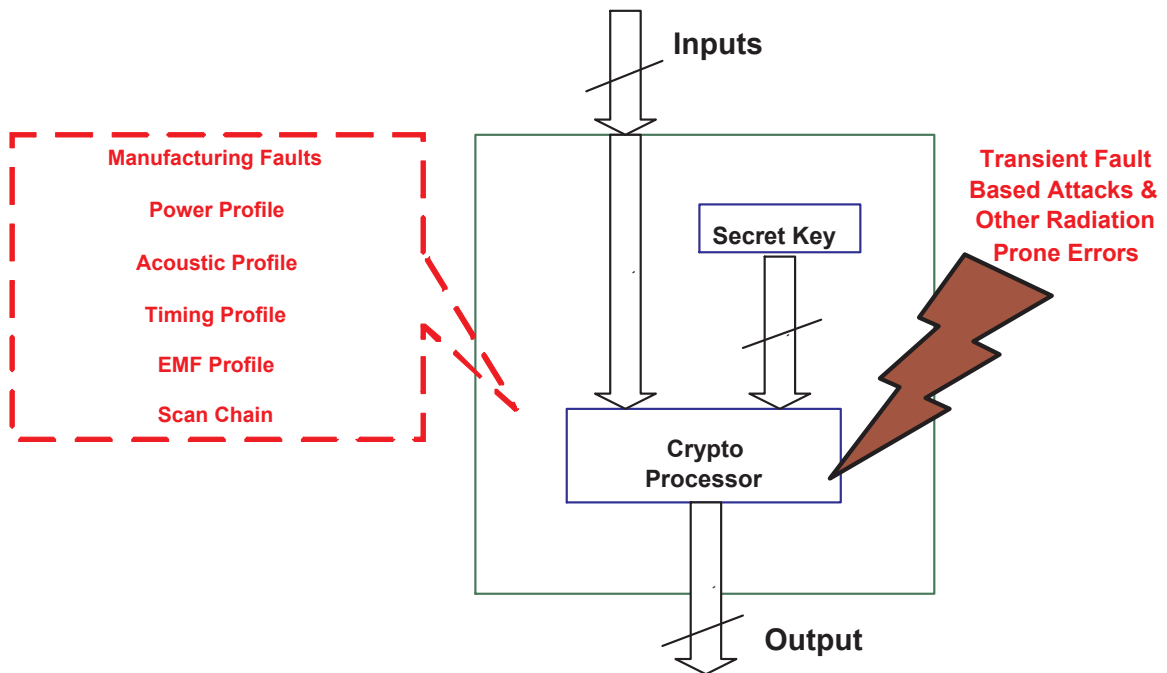 Inputs
Manufacturing Faults
Power Profile
Acoustic Profile
Timing Profile
EMF Profile
Scan Chain
Transient Fault
Based Attacks &
Other Radiation
Prone Errors
Secret Key
Crypto
Processor
Output